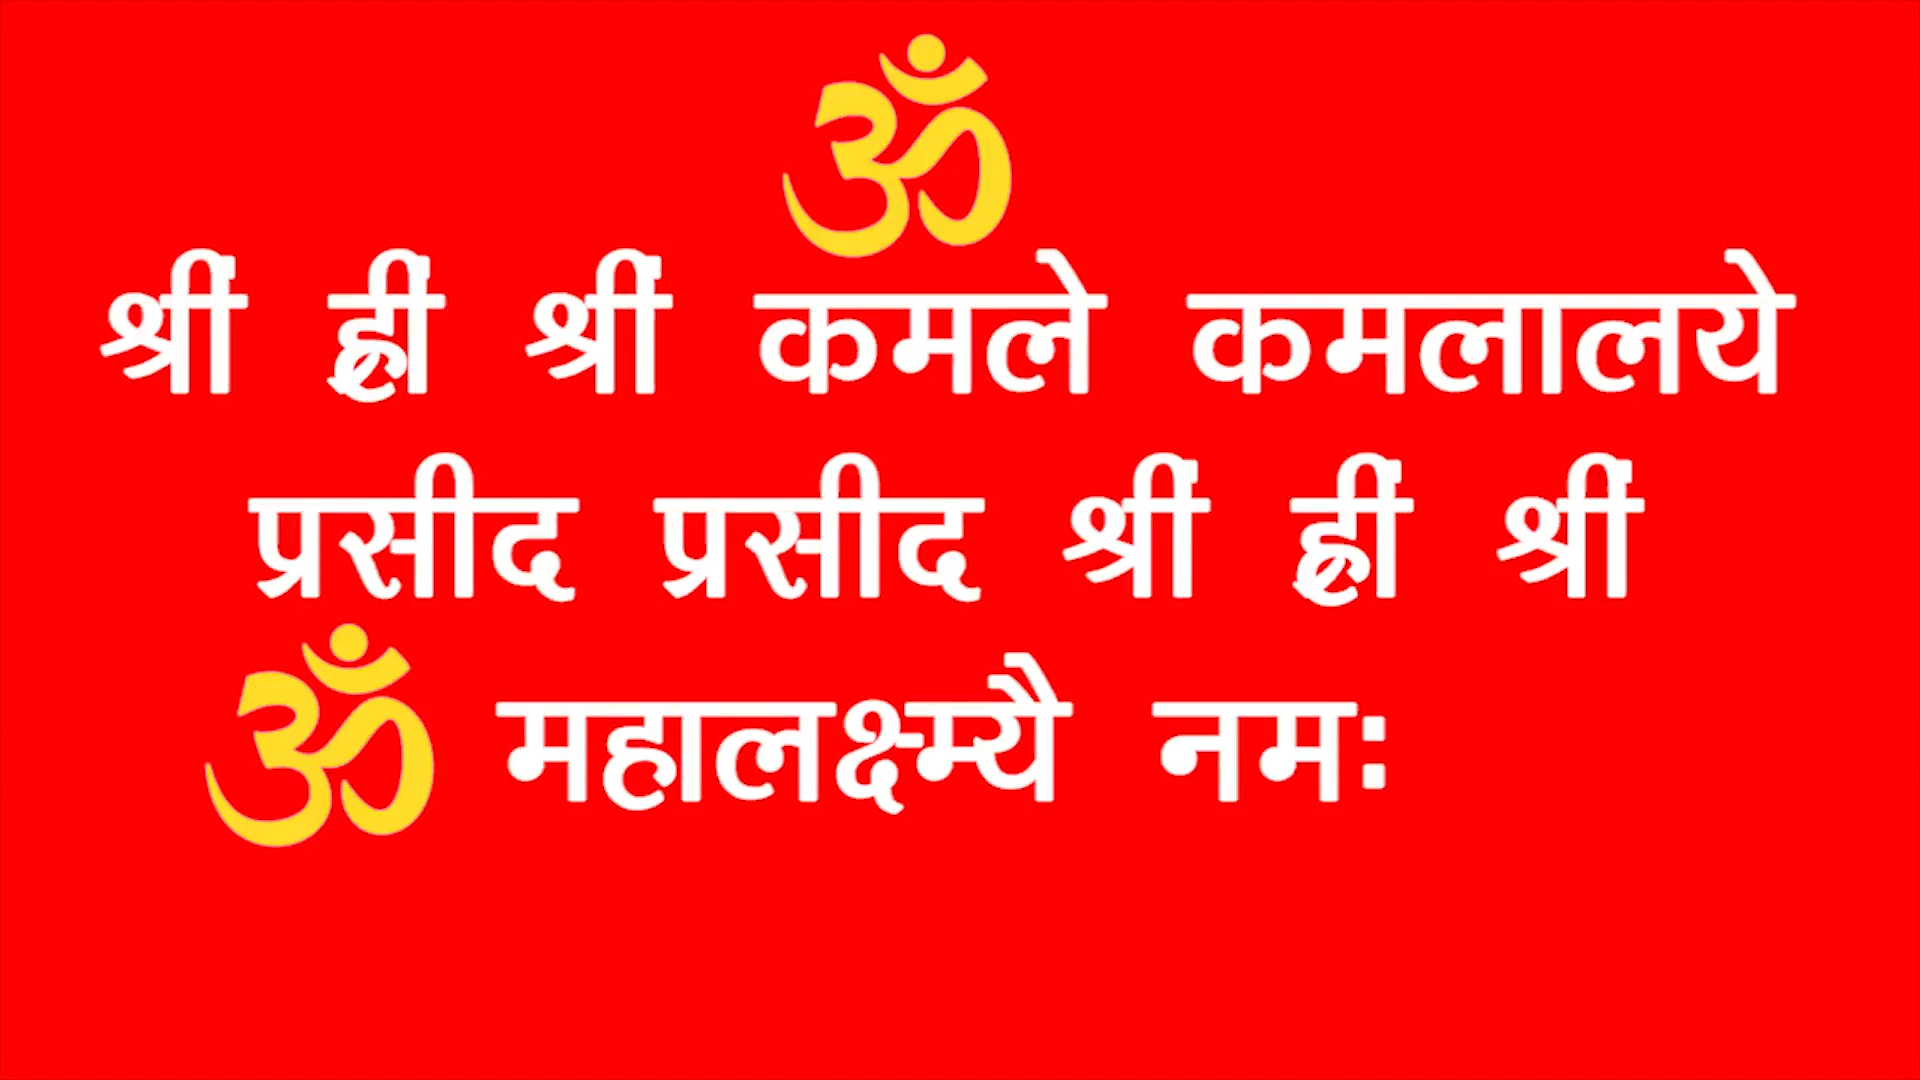 ॐ
श्रीं ह्रीं श्रीं कमले कमलालये
प्रसीद प्रसीद श्रीं ह्रीं श्रीं
ॐ महालक्ष्म्यै नमः